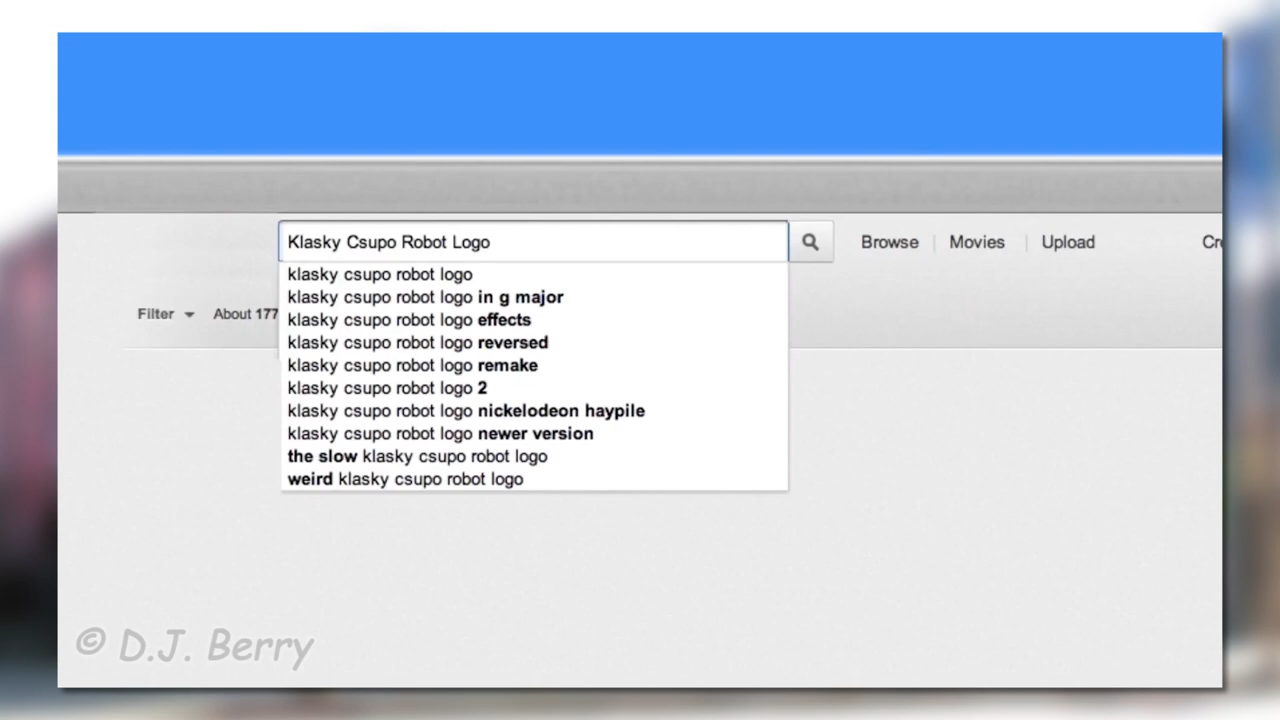 Klasky Csupo Robot Logo
Browse
Movies
Upload
klasky csupo robot logo
klasky csupo robot logo in g major
Filter
About 177
klasky csupo robot logo effects
klasky csupo robot logo reversed
klasky csupo robot logo remake
klasky csupo robot logo 2
klasky csupo robot logo nickelodeon haypile
klasky csupo robot logo newer version
the slow klasky csupo robot logo
weird klasky csupo robot logo
© D.J. Berry